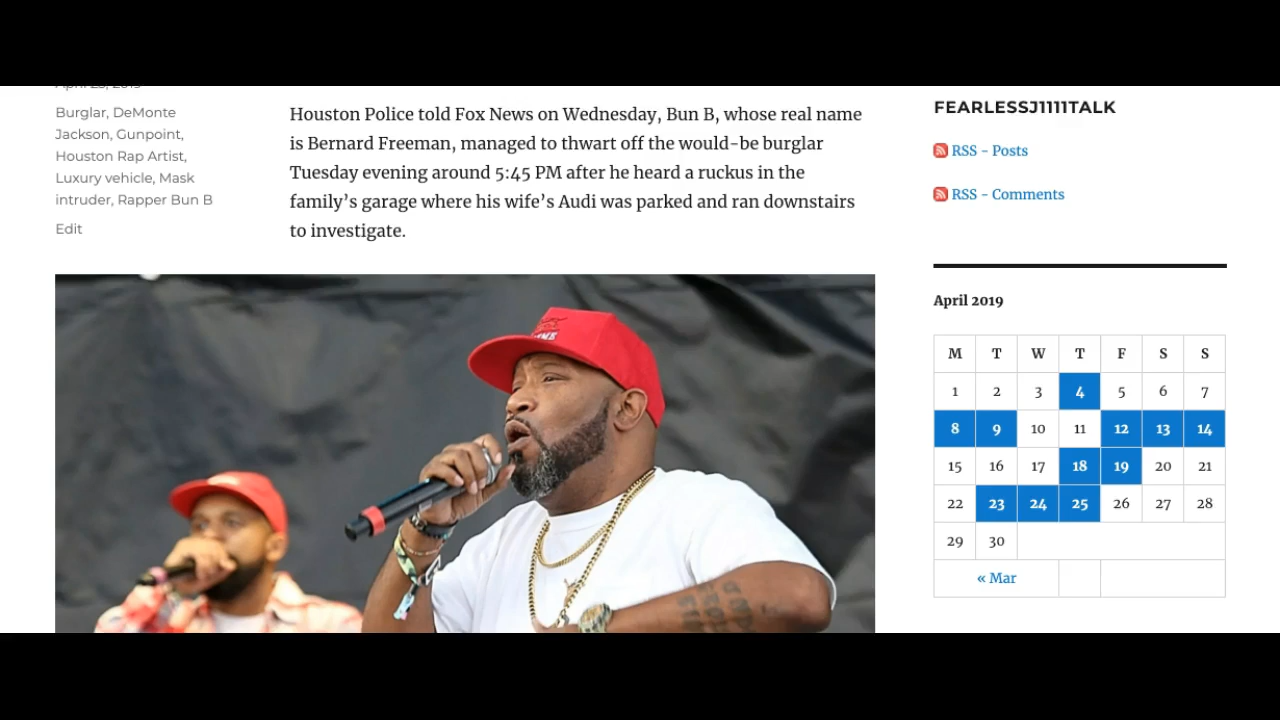 April 25, 2019
Burglar, DeMonte
Jackson, Gunpoint,
Houston Rap Artist,
Luxury vehicle, Mask
intruder, Rapper Bun B
Edit
Houston Police told Fox News on Wednesday, Bun B, whose real name
is Bernard Freeman, managed to thwart off the would-be burglar
Tuesday evening around 5:45 PM after he heard a ruckus in the
family’s garage where his wife’s Audi was parked and ran downstairs
to investigate.
FEARLESSJ1111TALK
RSS - Posts
RSS - Comments
April 2019
M T W T F S S
1 2 3 4 5 6 7
8 9 10 11 12 13 14
15 16 17 18 19 20 21
22 23 24 25 26 27 28
29 30
« Mar